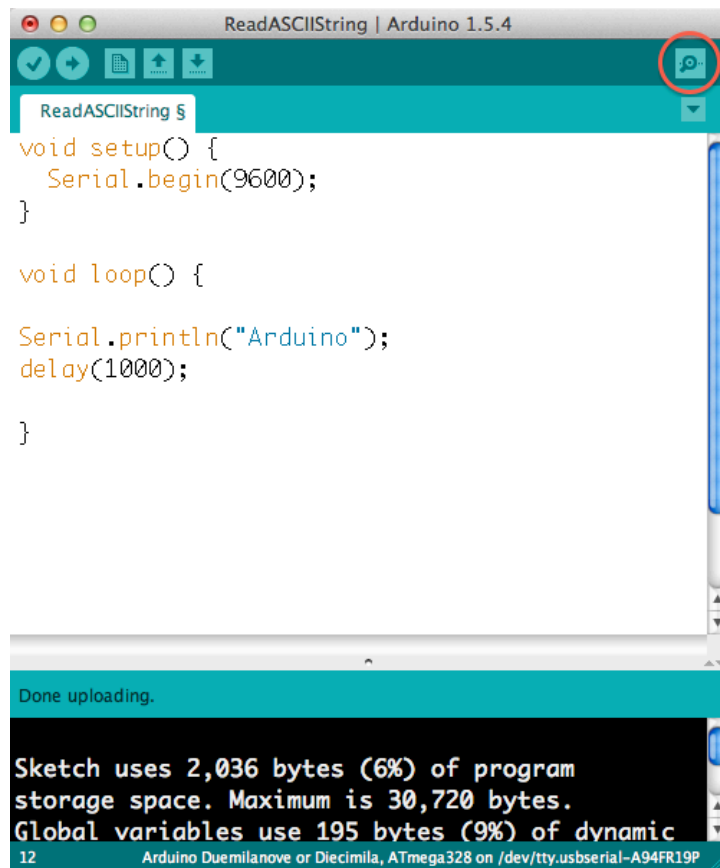 ReadASCIIString | Arduino 1.5.4
ReadASCIIString §
void setup() {
  Serial.begin(9600);
}
void loop() {
Serial.println("Arduino");
delay(1000);
}
Done uploading.
Sketch uses 2,036 bytes (6%) of program
storage space. Maximum is 30,720 bytes.
Global variables use 195 bytes (9%) of dynamic
12 Arduino Duemilanove or Diecimila, ATmega328 on /dev/tty.usbserial-A94FR19P